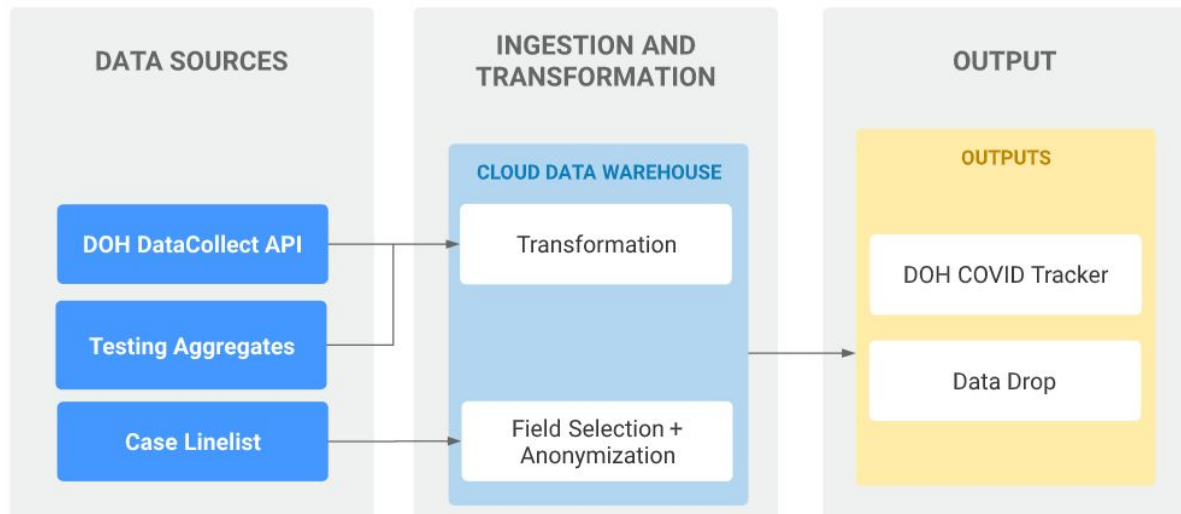 DATA SOURCES
DOH DataCollect API
Testing Aggregates
Case Linelist
INGESTION AND
TRANSFORMATION
CLOUD DATA WAREHOUSE
Transformation
Field Selection +
Anonymization
OUTPUT
OUTPUTS
DOH COVID Tracker
Data Drop